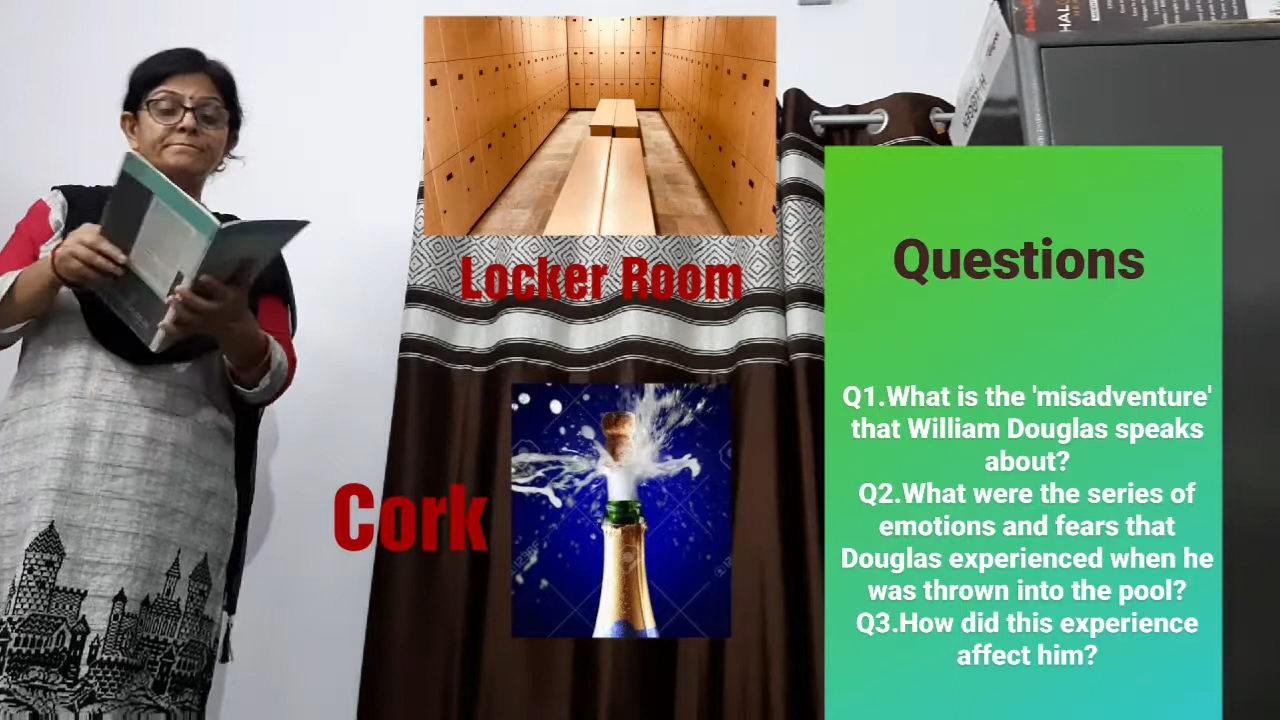 Locker Room
Cork
Questions
Q1.What is the 'misadventure'
that William Douglas speaks
about?
Q2.What were the series of
emotions and fears that
Douglas experienced when he
was thrown into the pool?
Q3.How did this experience
affect him?